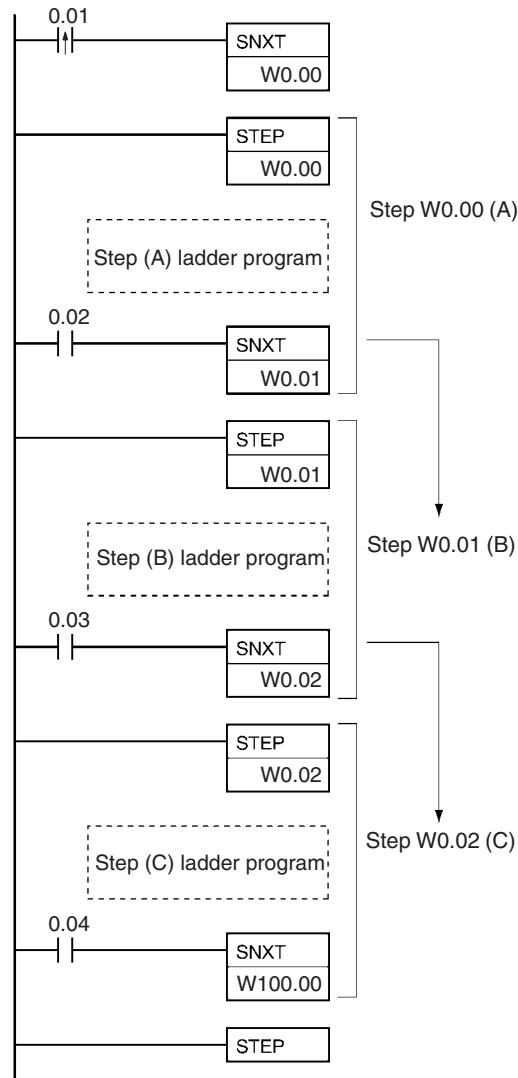 0.01
SNXT
W0.00
STEP
W0.00
Step W0.00 (A)
Step (A) ladder program
0.02
SNXT
W0.01
STEP
W0.01
Step W0.01 (B)
Step (B) ladder program
0.03
SNXT
W0.02
STEP
W0.02
Step W0.02 (C)
Step (C) ladder program
0.04
SNXT
W100.00
STEP